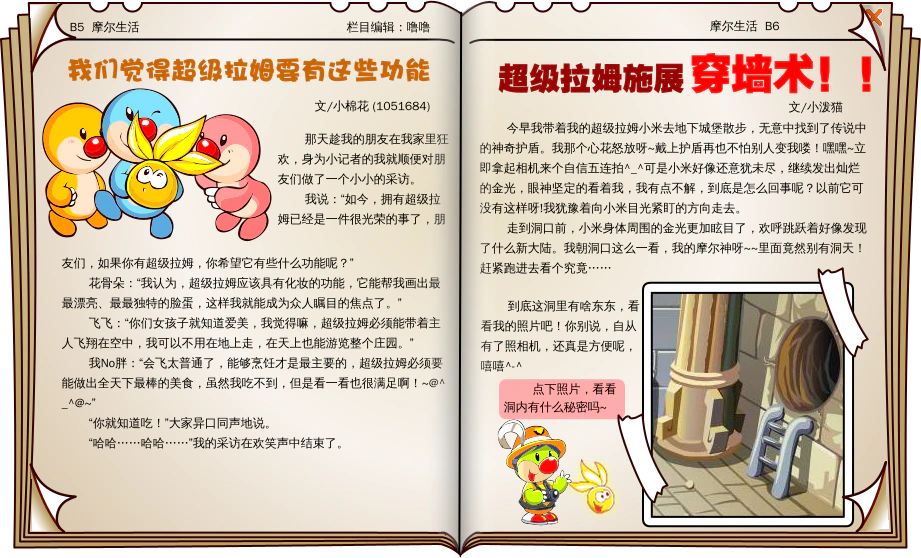 B5 摩尔生活
栏目编辑：噜噜
我们觉得超级拉姆要有这些功能
文/小棉花 (1051684)
那天趁我的朋友在我家里狂
欢，身为小记者的我就顺便对朋
友们做了一个小小的采访。
我说：“如今，拥有超级拉
姆已经是一件很光荣的事了，朋
友们，如果你有超级拉姆，你希望它有些什么功能呢？”
花骨朵：“我认为，超级拉姆应该具有化妆的功能，它能帮我画出最
最漂亮、最最独特的脸蛋，这样我就能成为众人瞩目的焦点了。”
飞飞：“你们女孩子就知道爱美，我觉得嘛，超级拉姆必须能带着主
人飞翔在空中，我可以不用在地上走，在天上也能游览整个庄园。”
我No胖：“会飞太普通了，能够烹饪才是最主要的，超级拉姆必须要
能做出全天下最棒的美食，虽然我吃不到，但是看一看也很满足啊！~@^
_^@~”
“你就知道吃！”大家异口同声地说。
“哈哈……哈哈……”我的采访在欢笑声中结束了。
摩尔生活 B6
超级拉姆施展穿墙术！！
文/小泼猫
今早我带着我的超级拉姆小米去地下城堡散步，无意中找到了传说中
的神奇护盾。我那个心花怒放呀~戴上护盾再也不怕别人变我喽！嘿嘿~立
即拿起相机来个自信五连拍^_^可是小米好像还意犹未尽，继续发出灿烂
的金光，眼神坚定的看着我，我有点不解，到底是怎么回事呢？以前它可
没有这样呀!我犹豫着向小米目光紧盯的方向走去。
走到洞口前，小米身体周围的金光更加眩目了，欢呼跳跃着好像发现
了什么新大陆。我朝洞口这么一看，我的摩尔神呀~~里面竟然别有洞天！
赶紧跑进去看个究竟……
到底这洞里有啥东东，看
看我的照片吧！你别说，自从
有了照相机，还真是方便呢，
嘻嘻^-^
点下照片，看看
洞内有什么秘密吗~